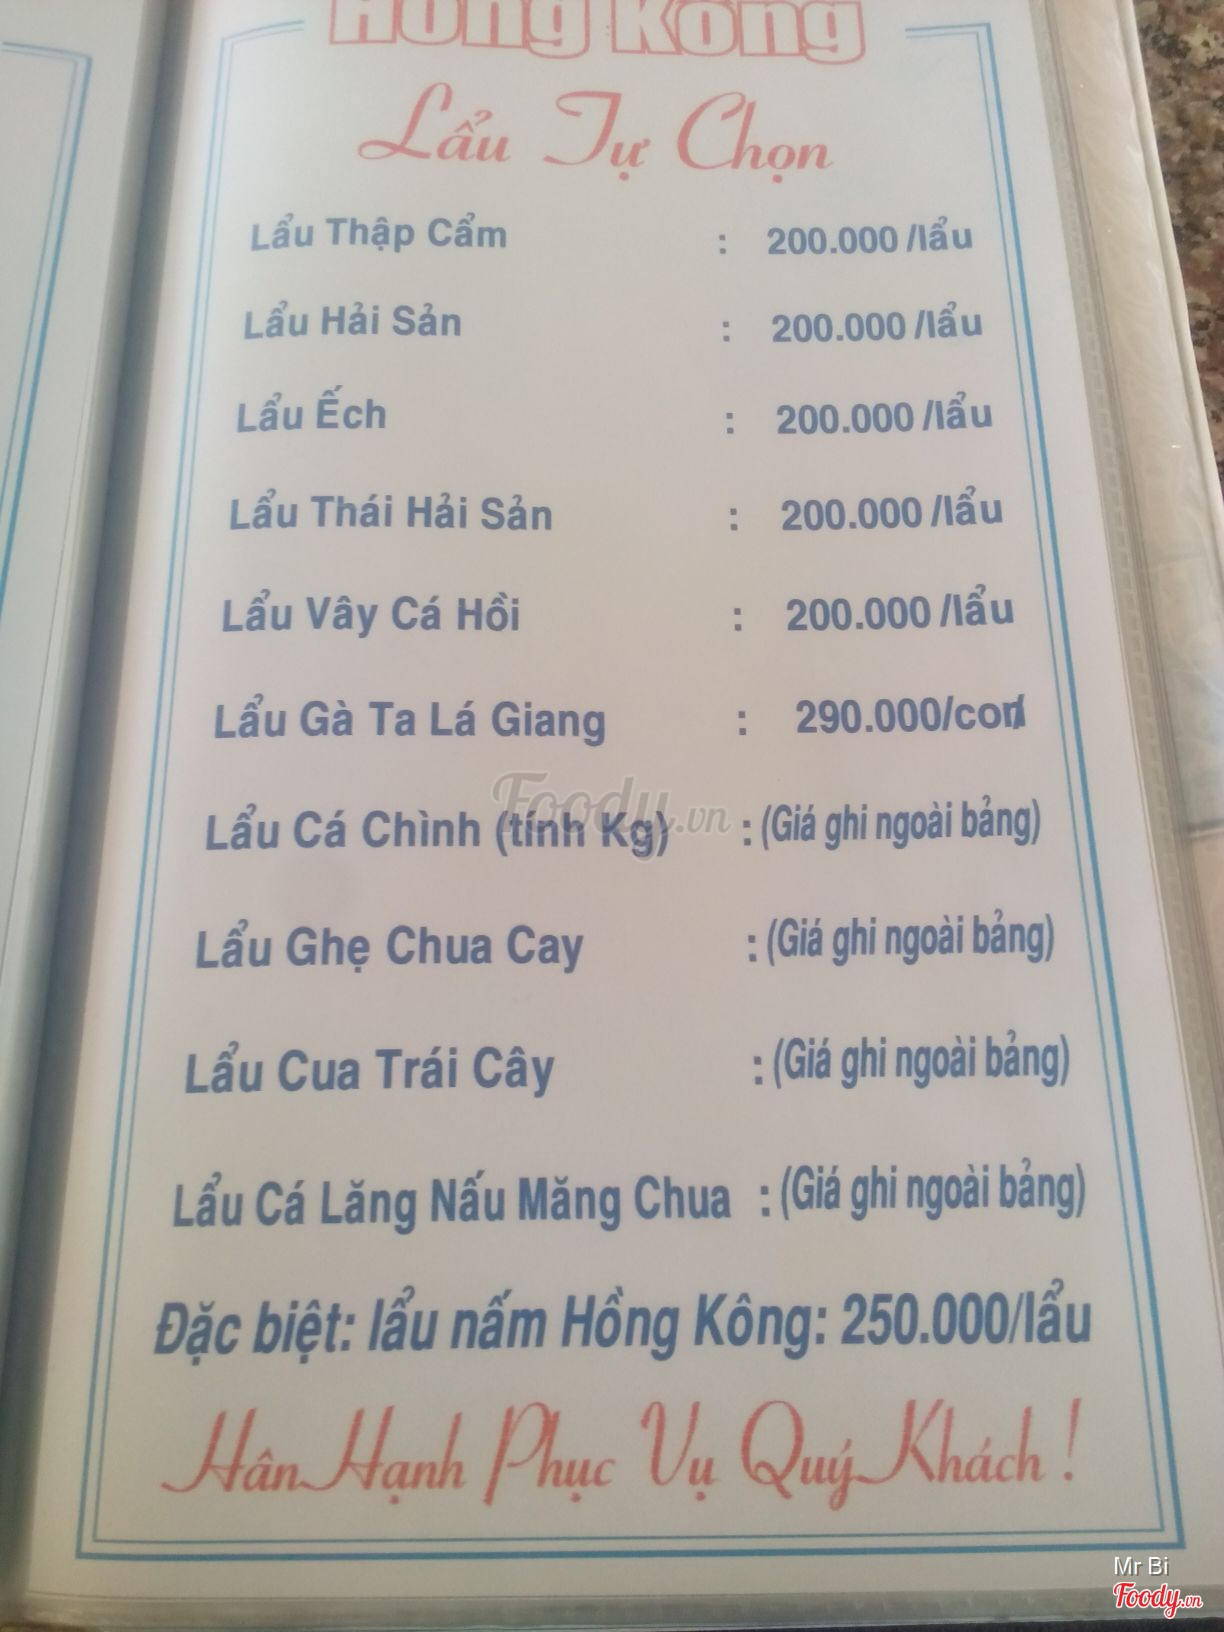 Hồng Kông
Lẩu Tự Chọn
Lẩu Thập Cẩm : 200.000 /lẩu
Lẩu Hải Sản : 200.000 /lẩu
Lẩu Ếch : 200.000 /lẩu
Lẩu Thái Hải Sản : 200.000 /lẩu
Lẩu Vây Cá Hồi : 200.000 /lẩu
Lẩu Gà Ta Lá Giang : 290.000/con
Foody.vn
Lẩu Cá Chình (tính Kg) : (Giá ghi ngoài bảng)
Lẩu Ghẹ Chua Cay : (Giá ghi ngoài bảng)
Lẩu Cua Trái Cây : (Giá ghi ngoài bảng)
Lẩu Cá Lăng Nấu Măng Chua : (Giá ghi ngoài bảng)
Đặc biệt: lẩu nấm Hồng Kông: 250.000/lẩu
Hân Hạnh Phục Vụ Quý Khách !
Mr Bi
Foody.vn